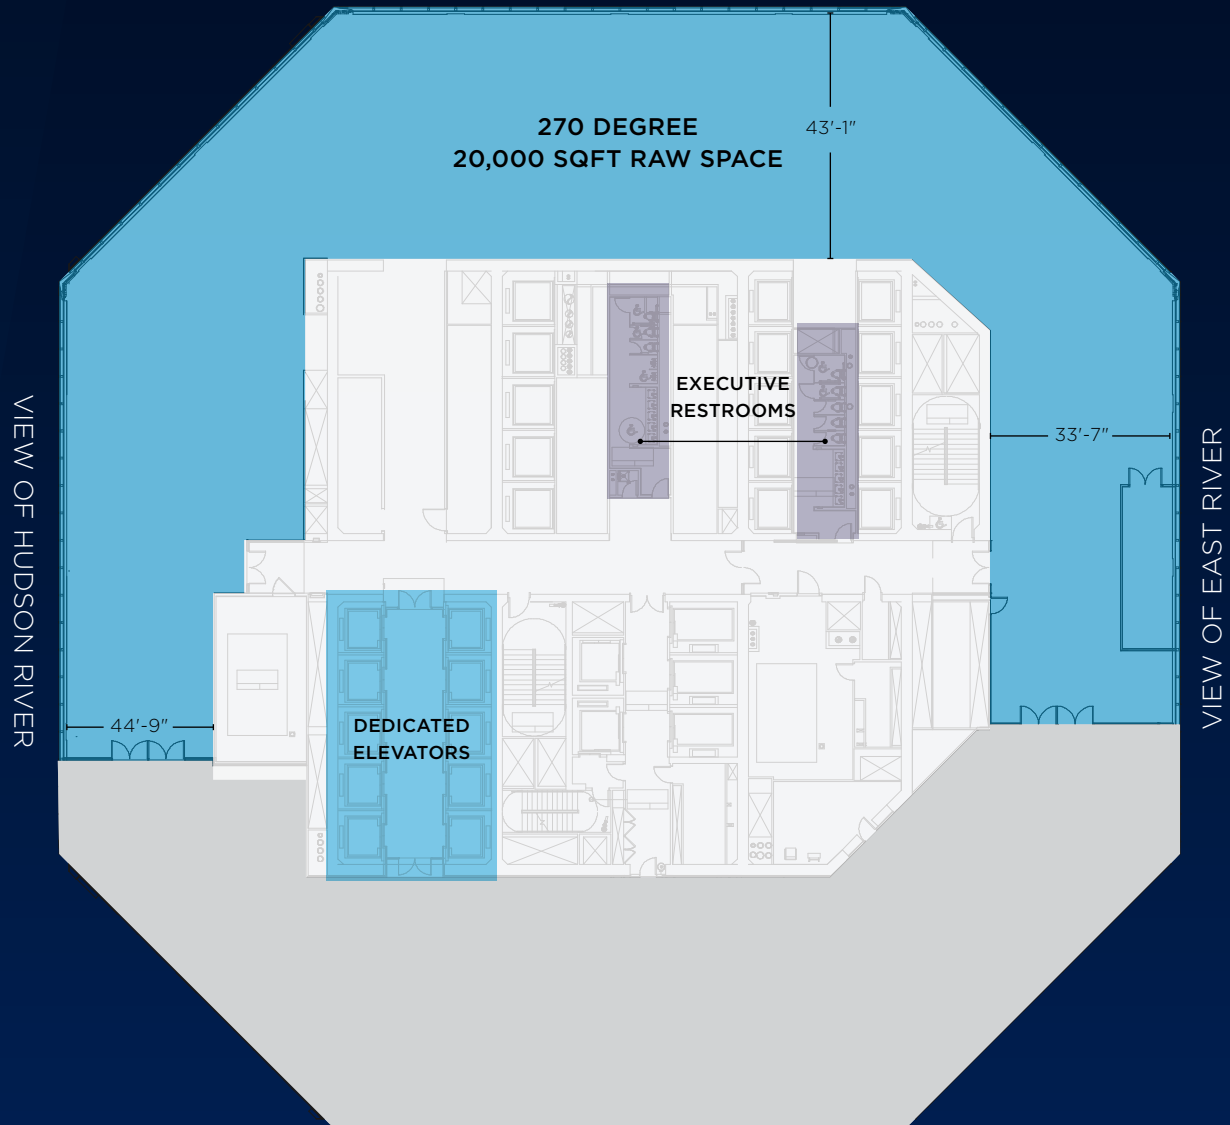 270 DEGREE
20,000 SQFT RAW SPACE
43'-1"
EXECUTIVE
RESTROOMS
33'-7"
VIEW OF HUDSON RIVER
VIEW OF EAST RIVER
44'-9"
DEDICATED
ELEVATORS